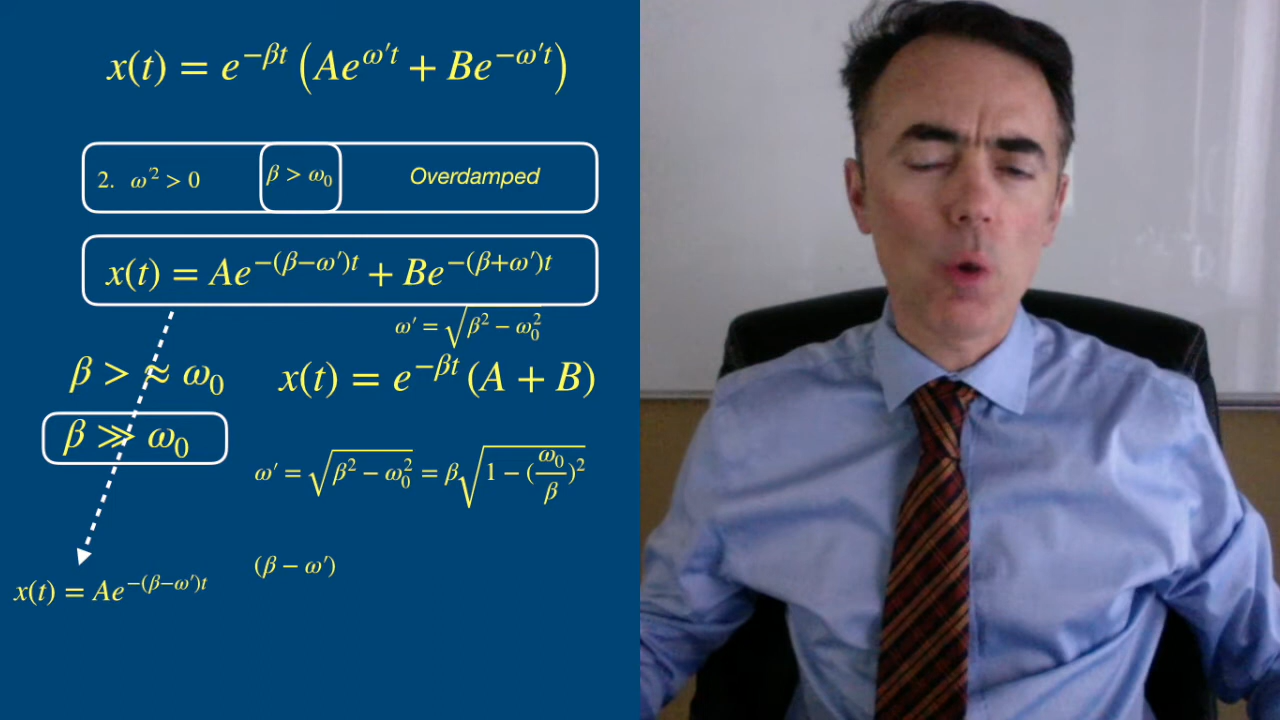 x(t) = e^{-βt} (Ae^{ω′t} + Be^{-ω′t})
2. ω′² > 0 β > ω₀ Overdamped
x(t) = Ae^{-(β-ω′)t} + Be^{-(β+ω′)t}
ω′ = √(β² − ω₀²)
β > ≈ ω₀ x(t) = e^{-βt} (A + B)
β ≫ ω₀
ω′ = √(β² − ω₀²) = β√(1 − (ω₀/β)²)
(β − ω′)
x(t) = Ae^{-(β-ω′)t}